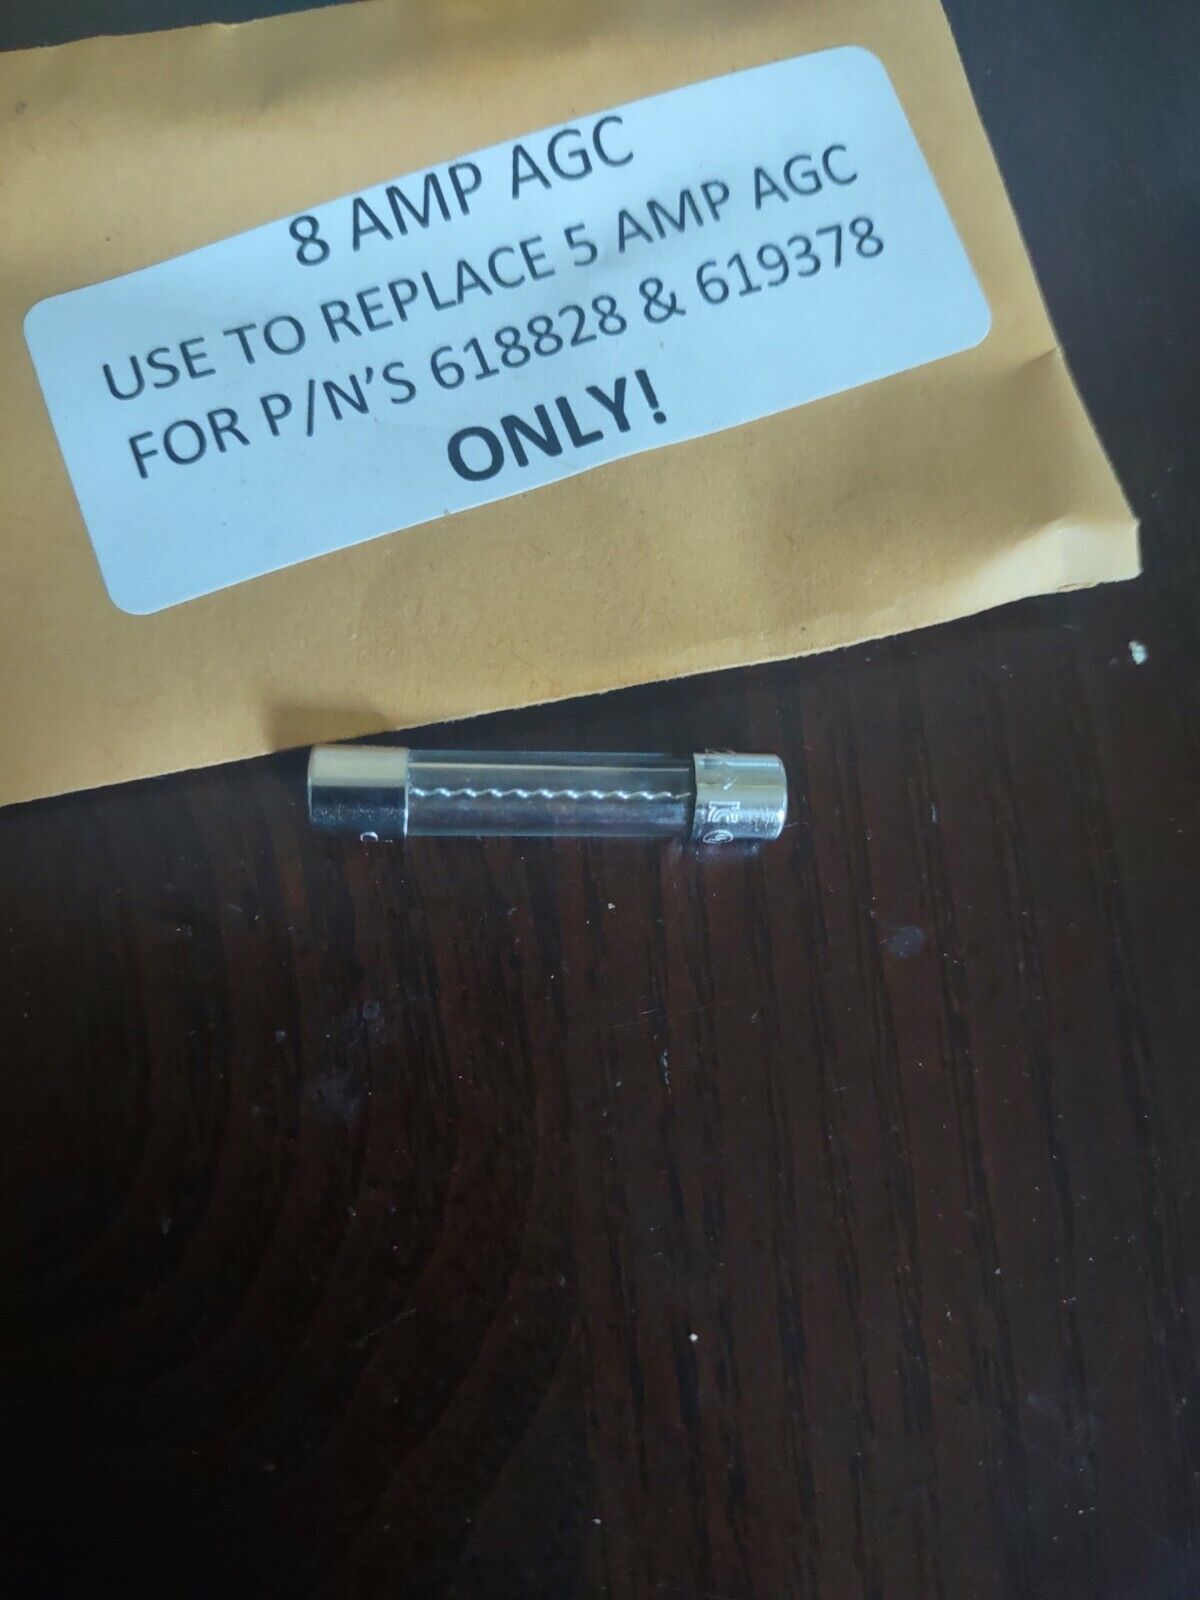 8 AMP AGC
USE TO REPLACE 5 AMP AGC
FOR P/N'S 618828 & 619378
ONLY!